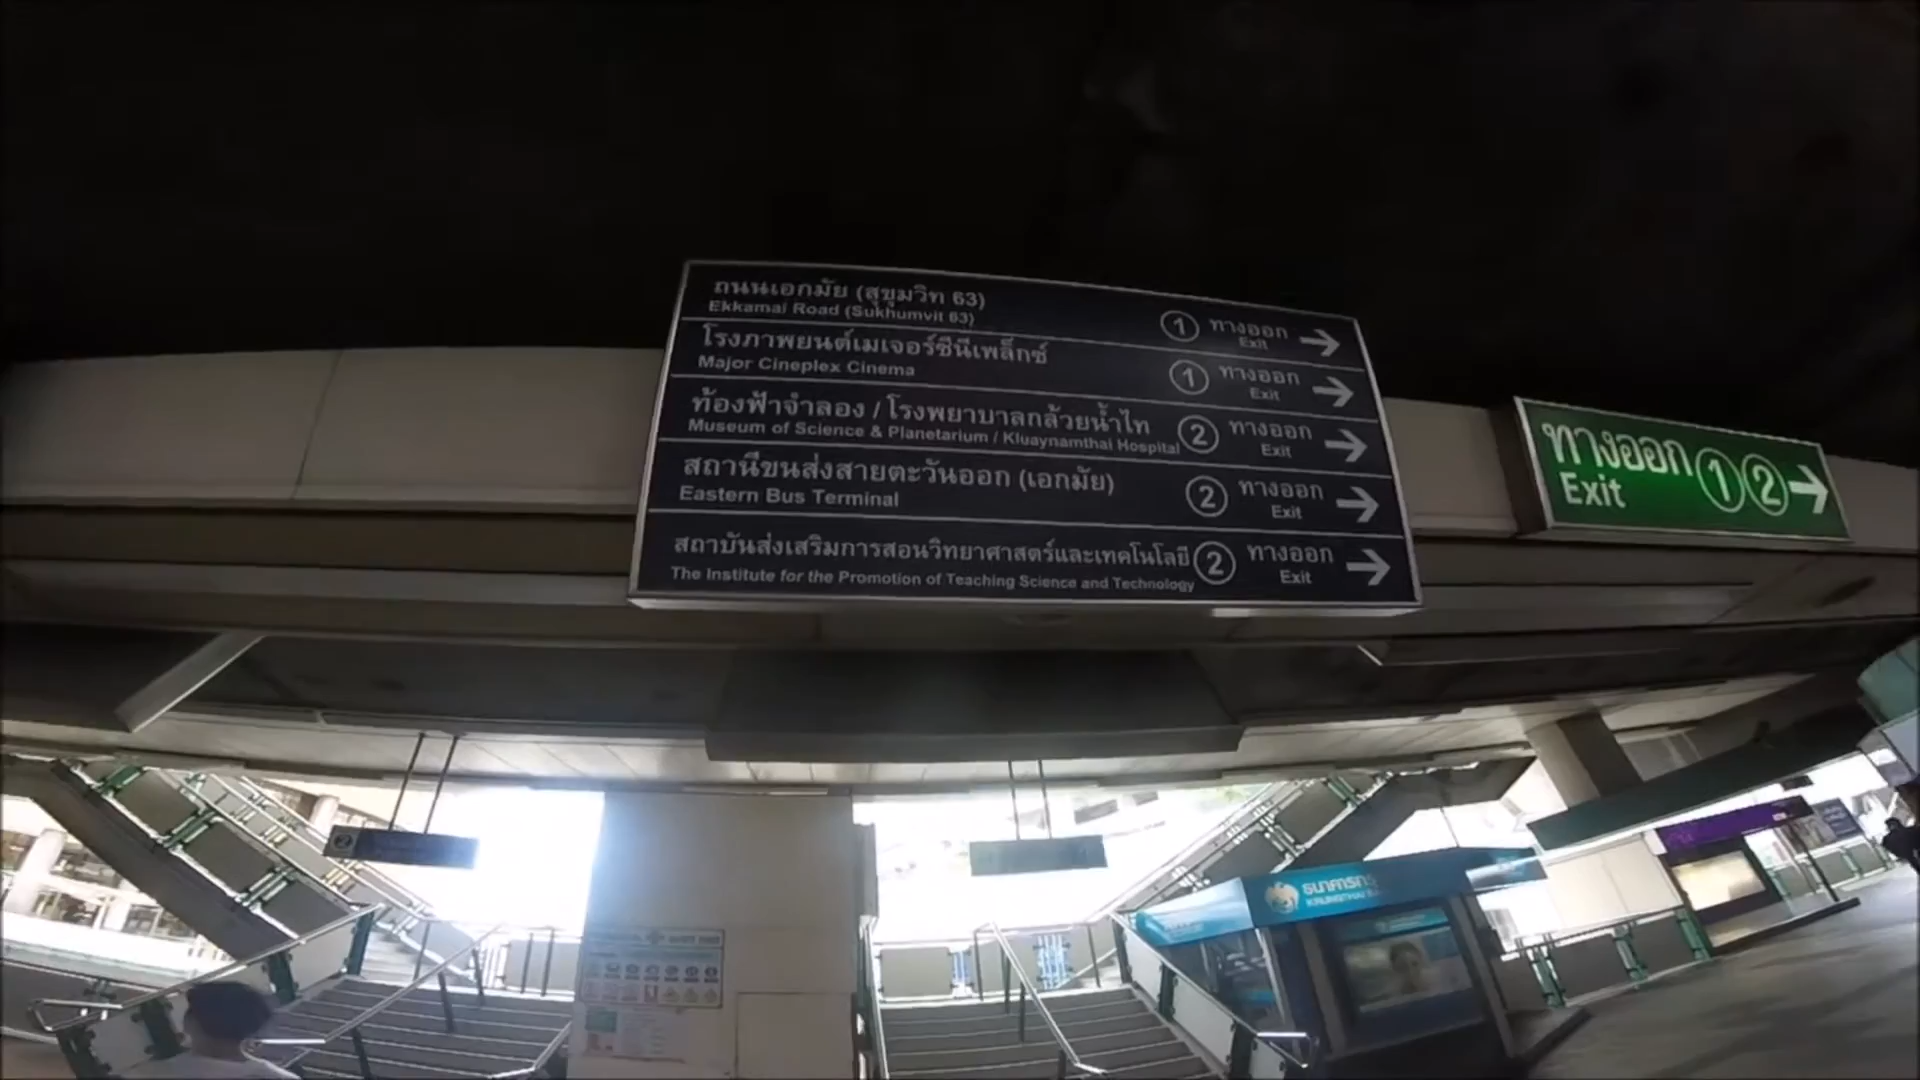 ถนนเอกมัย (สุขุมวิท 63)
Ekkamai Road (Sukhumvit 63)
1 ทางออก
Exit
โรงภาพยนต์เมเจอร์ซีนีเพล็กซ์
Major Cineplex Cinema
1 ทางออก
Exit
ท้องฟ้าจำลอง / โรงพยาบาลกล้วยน้ำไท
Museum of Science & Planetarium / Kluaynamthai Hospital
2 ทางออก
Exit
สถานีขนส่งสายตะวันออก (เอกมัย)
Eastern Bus Terminal
2 ทางออก
Exit
สถาบันส่งเสริมการสอนวิทยาศาสตร์และเทคโนโลยี
The Institute for the Promotion of Teaching Science and Technology
2 ทางออก
Exit
ทางออก 1 2
Exit
2
ธนาคารกรุ
KRUNGTHAI